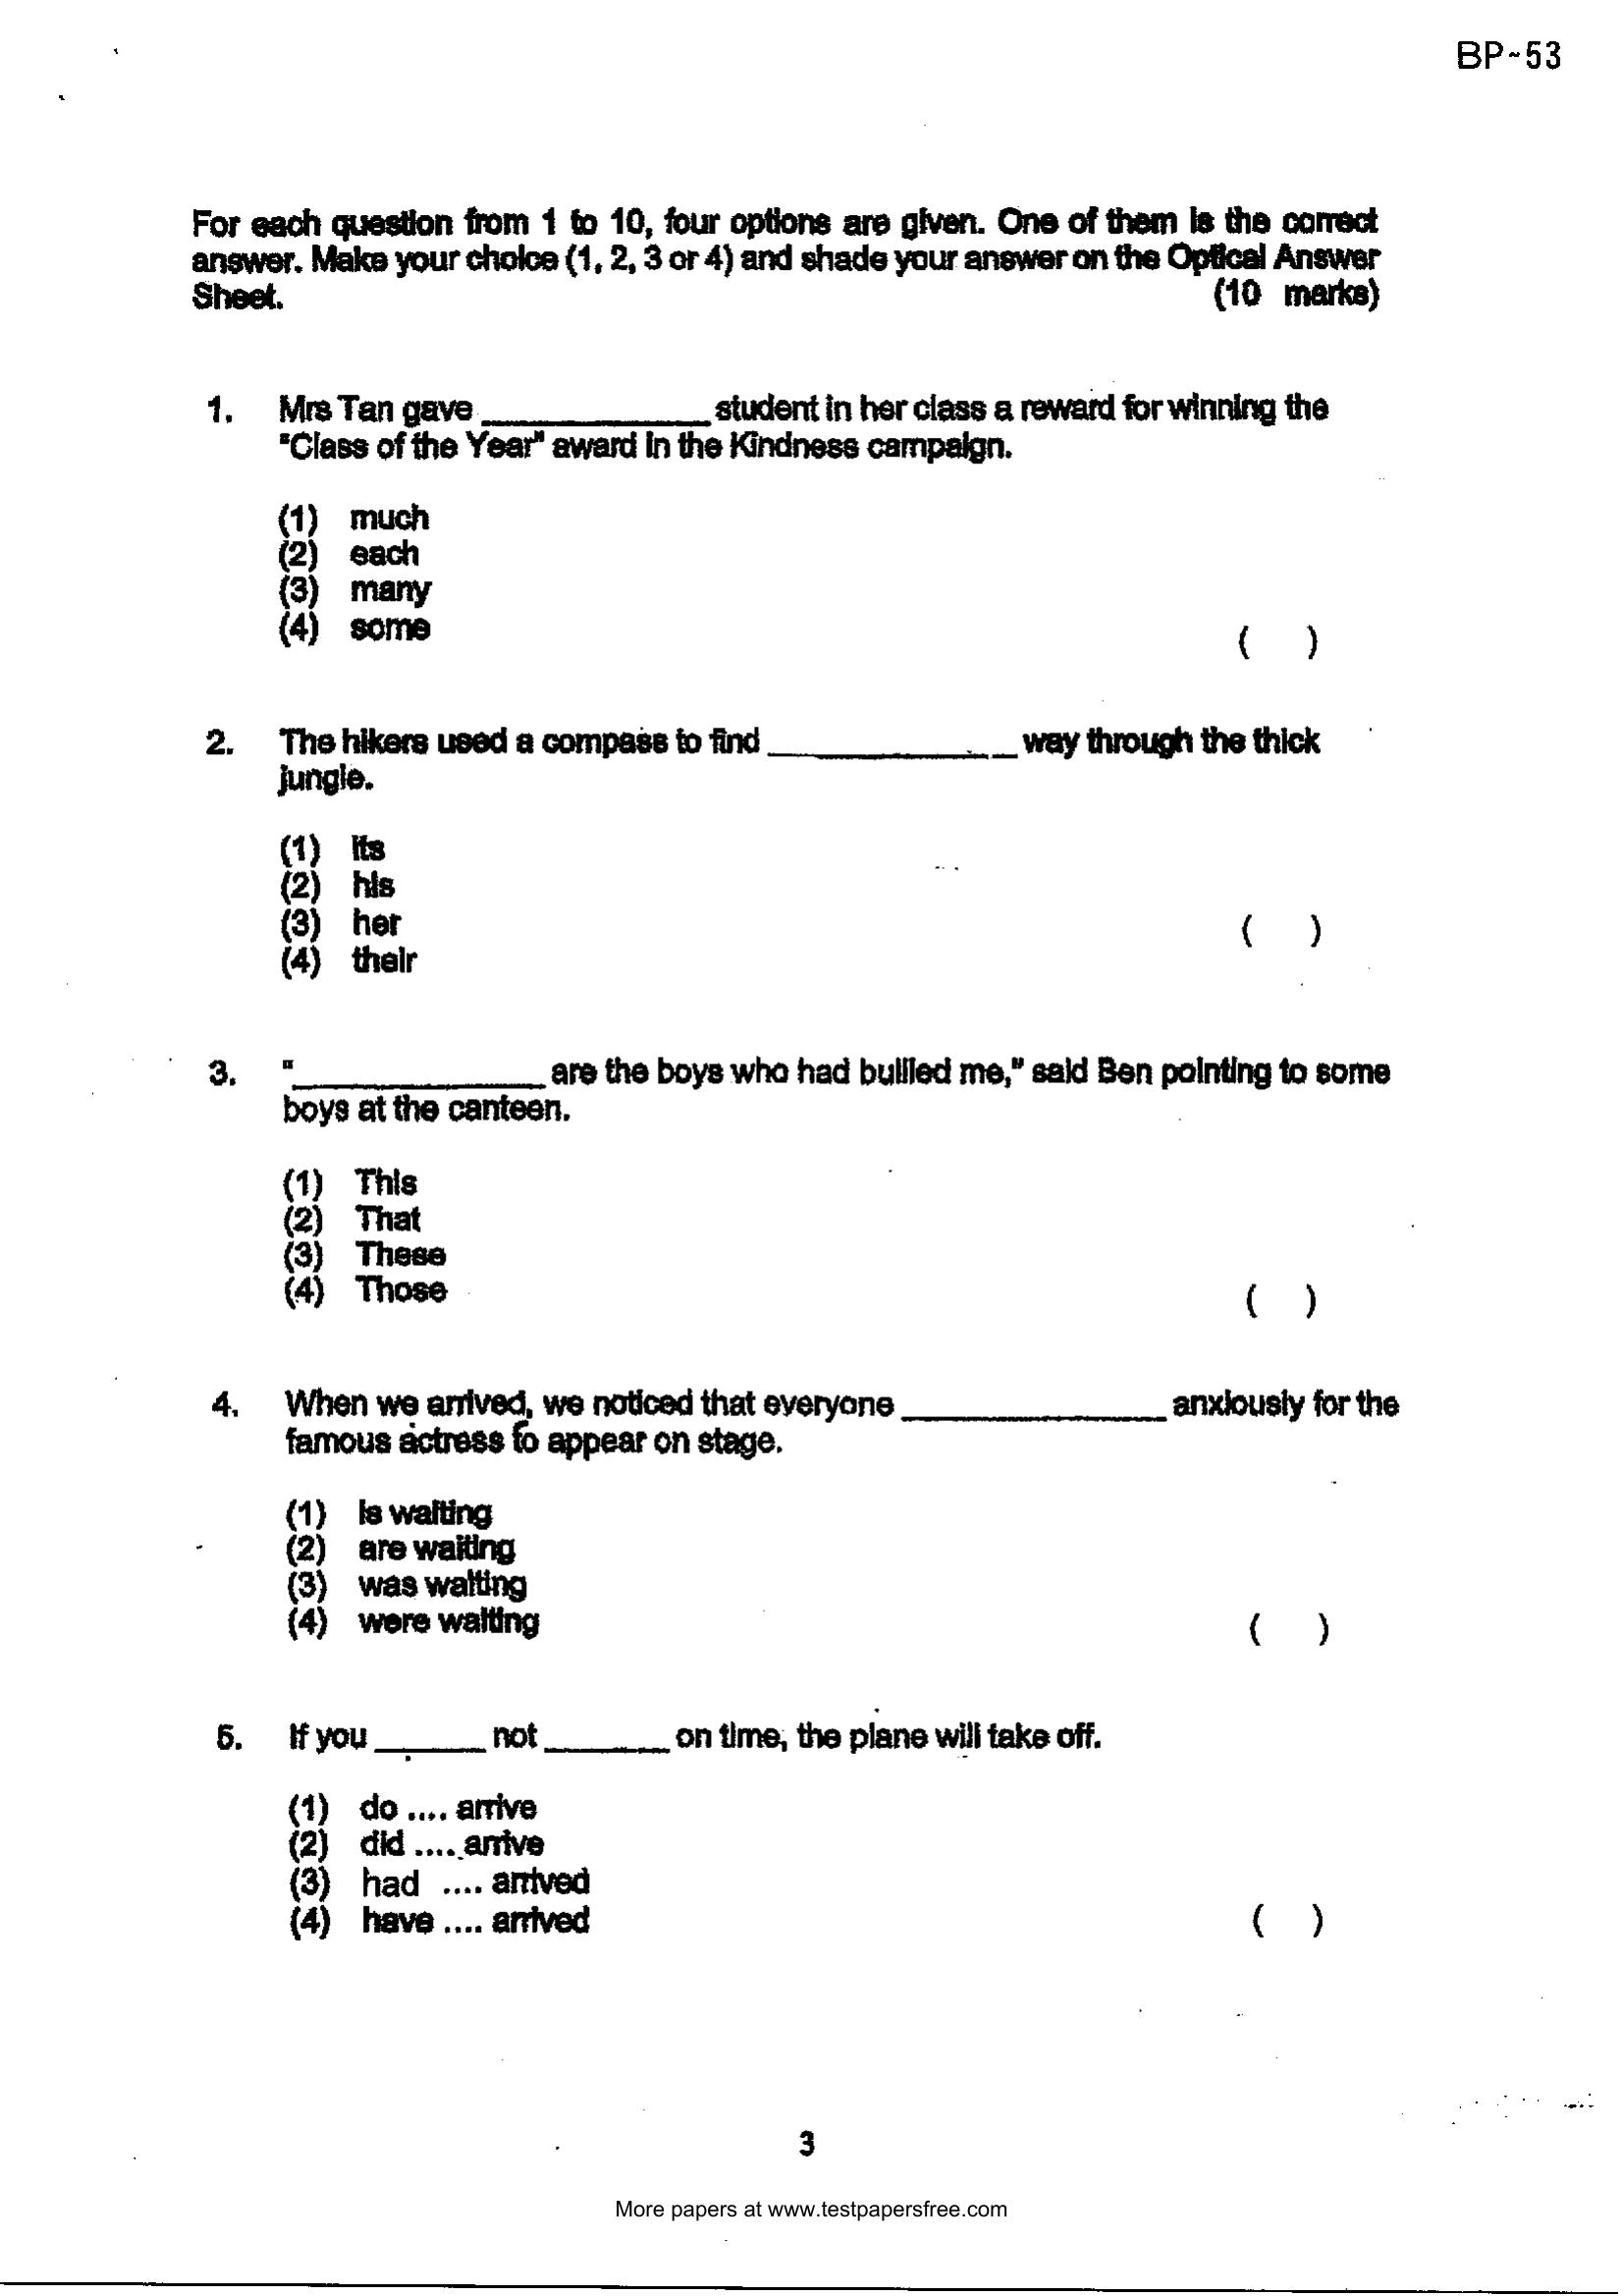 BP~53
For each question from 1 to 10, four options are given. One of them is the correct
answer. Make your choice (1, 2, 3 or 4) and shade your answer on the Optical Answer
Sheet. (10 marks)
1. Mrs Tan gave ____________ student in her class a reward for winning the
"Class of the Year" award in the Kindness campaign.
(1) much
(2) each
(3) many
(4) some
( )
2. The hikers used a compass to find ____________ way through the thick
jungle.
(1) its
(2) his
(3) her
(4) their
( )
3. "____________ are the boys who had bullied me," said Ben pointing to some
boys at the canteen.
(1) This
(2) That
(3) These
(4) Those
( )
4. When we arrived, we noticed that everyone ____________ anxiously for the
famous actress to appear on stage.
(1) is waiting
(2) are waiting
(3) was waiting
(4) were waiting
( )
5. If you ______ not ______ on time, the plane will take off.
(1) do .... arrive
(2) did .... arrive
(3) had .... arrived
(4) have .... arrived
( )
3
More papers at www.testpapersfree.com